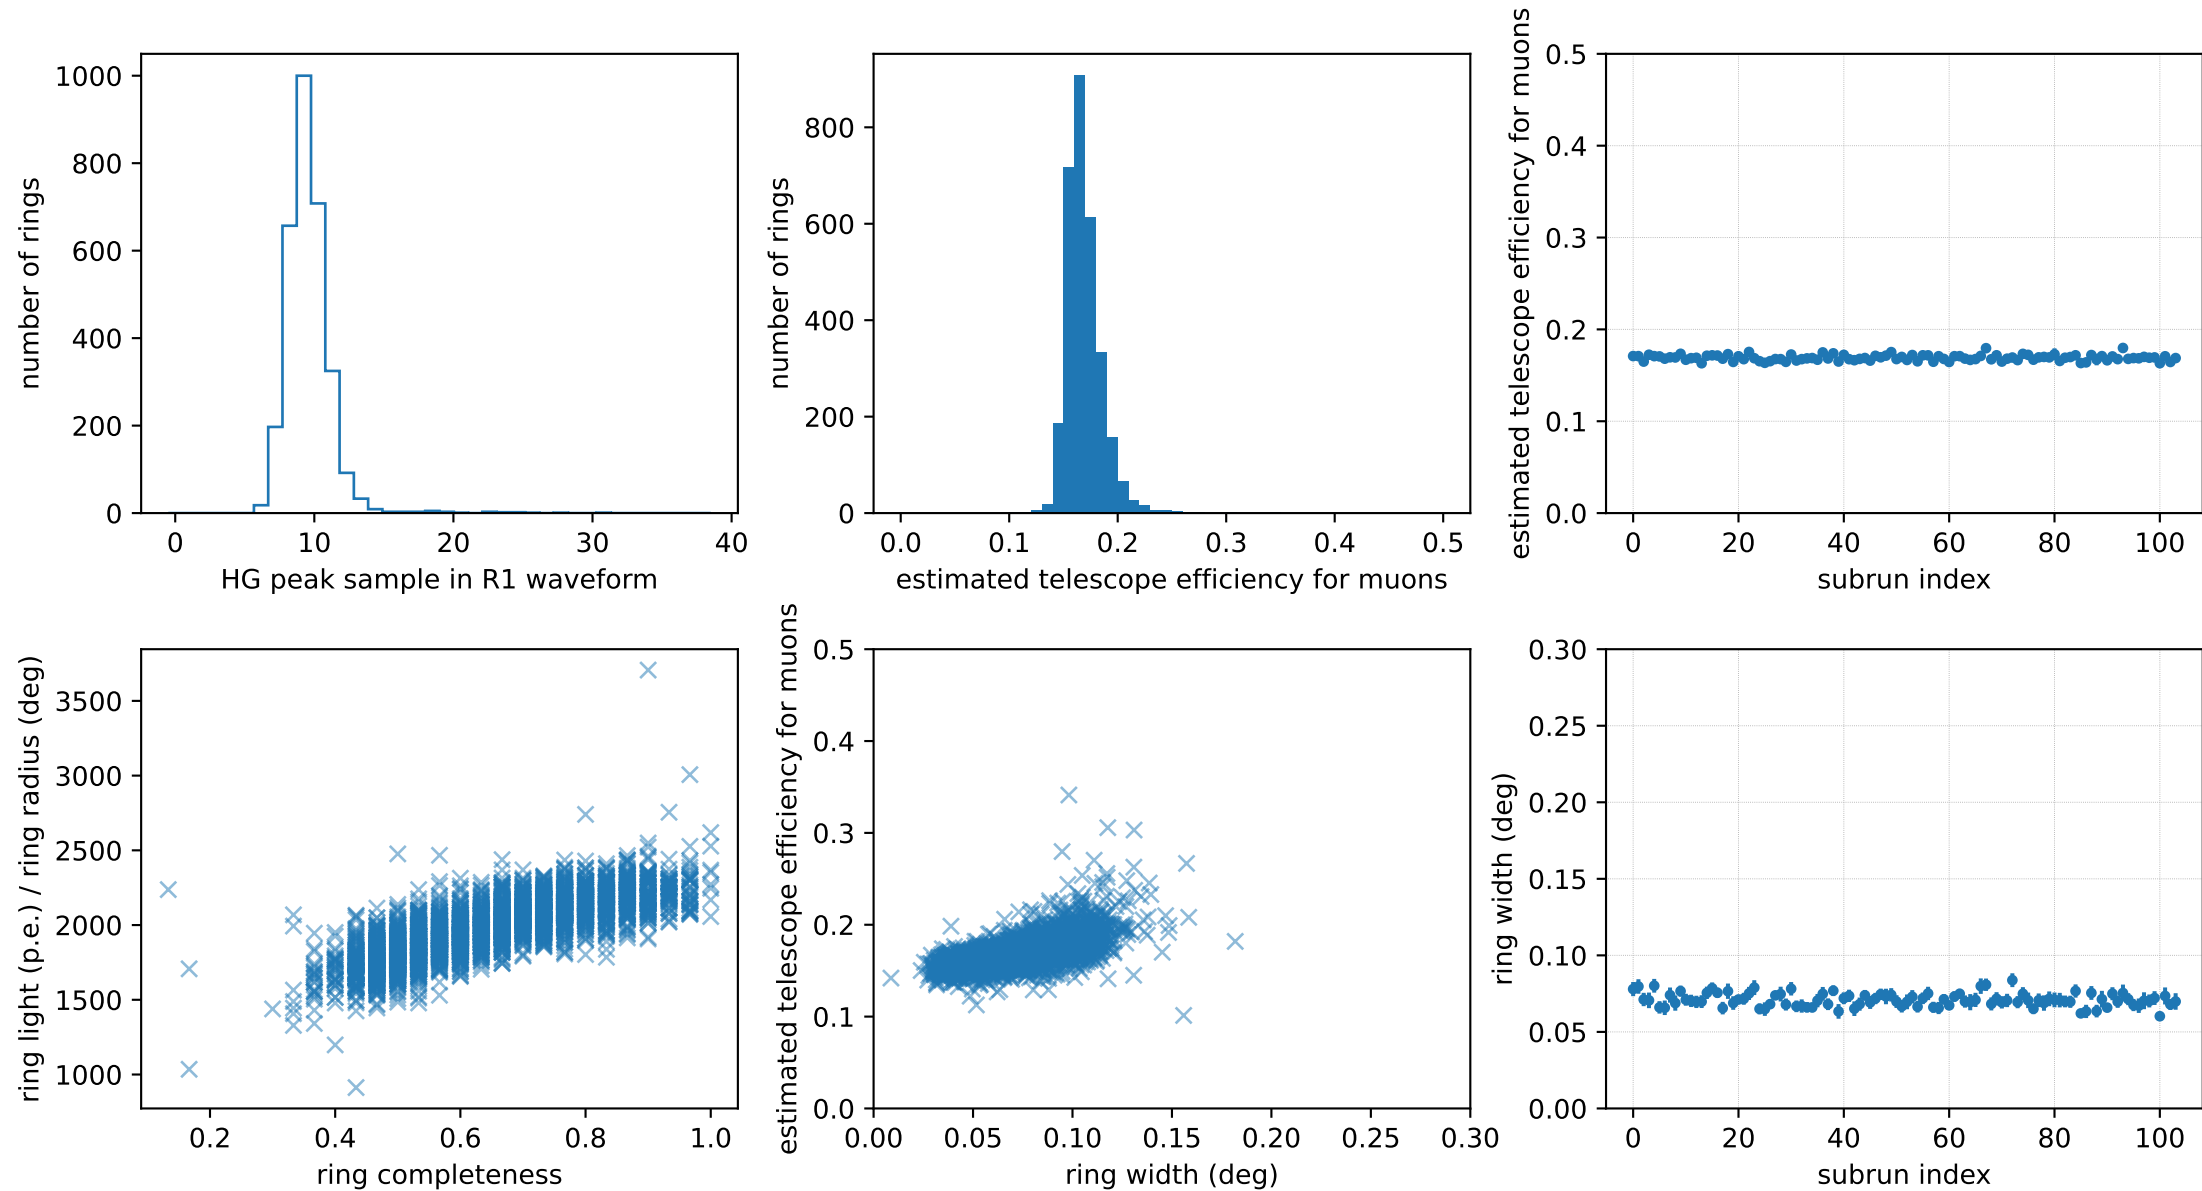 1000
800
600
400
200
0
number of rings
0 10 20 30 40
HG peak sample in R1 waveform
800
600
400
200
0
number of rings
0.0 0.1 0.2 0.3 0.4 0.5
estimated telescope efficiency for muons
0.5
0.4
0.3
0.2
0.1
0.0
estimated telescope efficiency for muons
0 20 40 60 80 100
subrun index
3500
3000
2500
2000
1500
1000
ring light (p.e.) / ring radius (deg)
0.2 0.4 0.6 0.8 1.0
ring completeness
0.5
0.4
0.3
0.2
0.1
0.0
estimated telescope efficiency for muons
0.00 0.05 0.10 0.15 0.20 0.25 0.30
ring width (deg)
0.30
0.25
0.20
0.15
0.10
0.05
0.00
ring width (deg)
0 20 40 60 80 100
subrun index